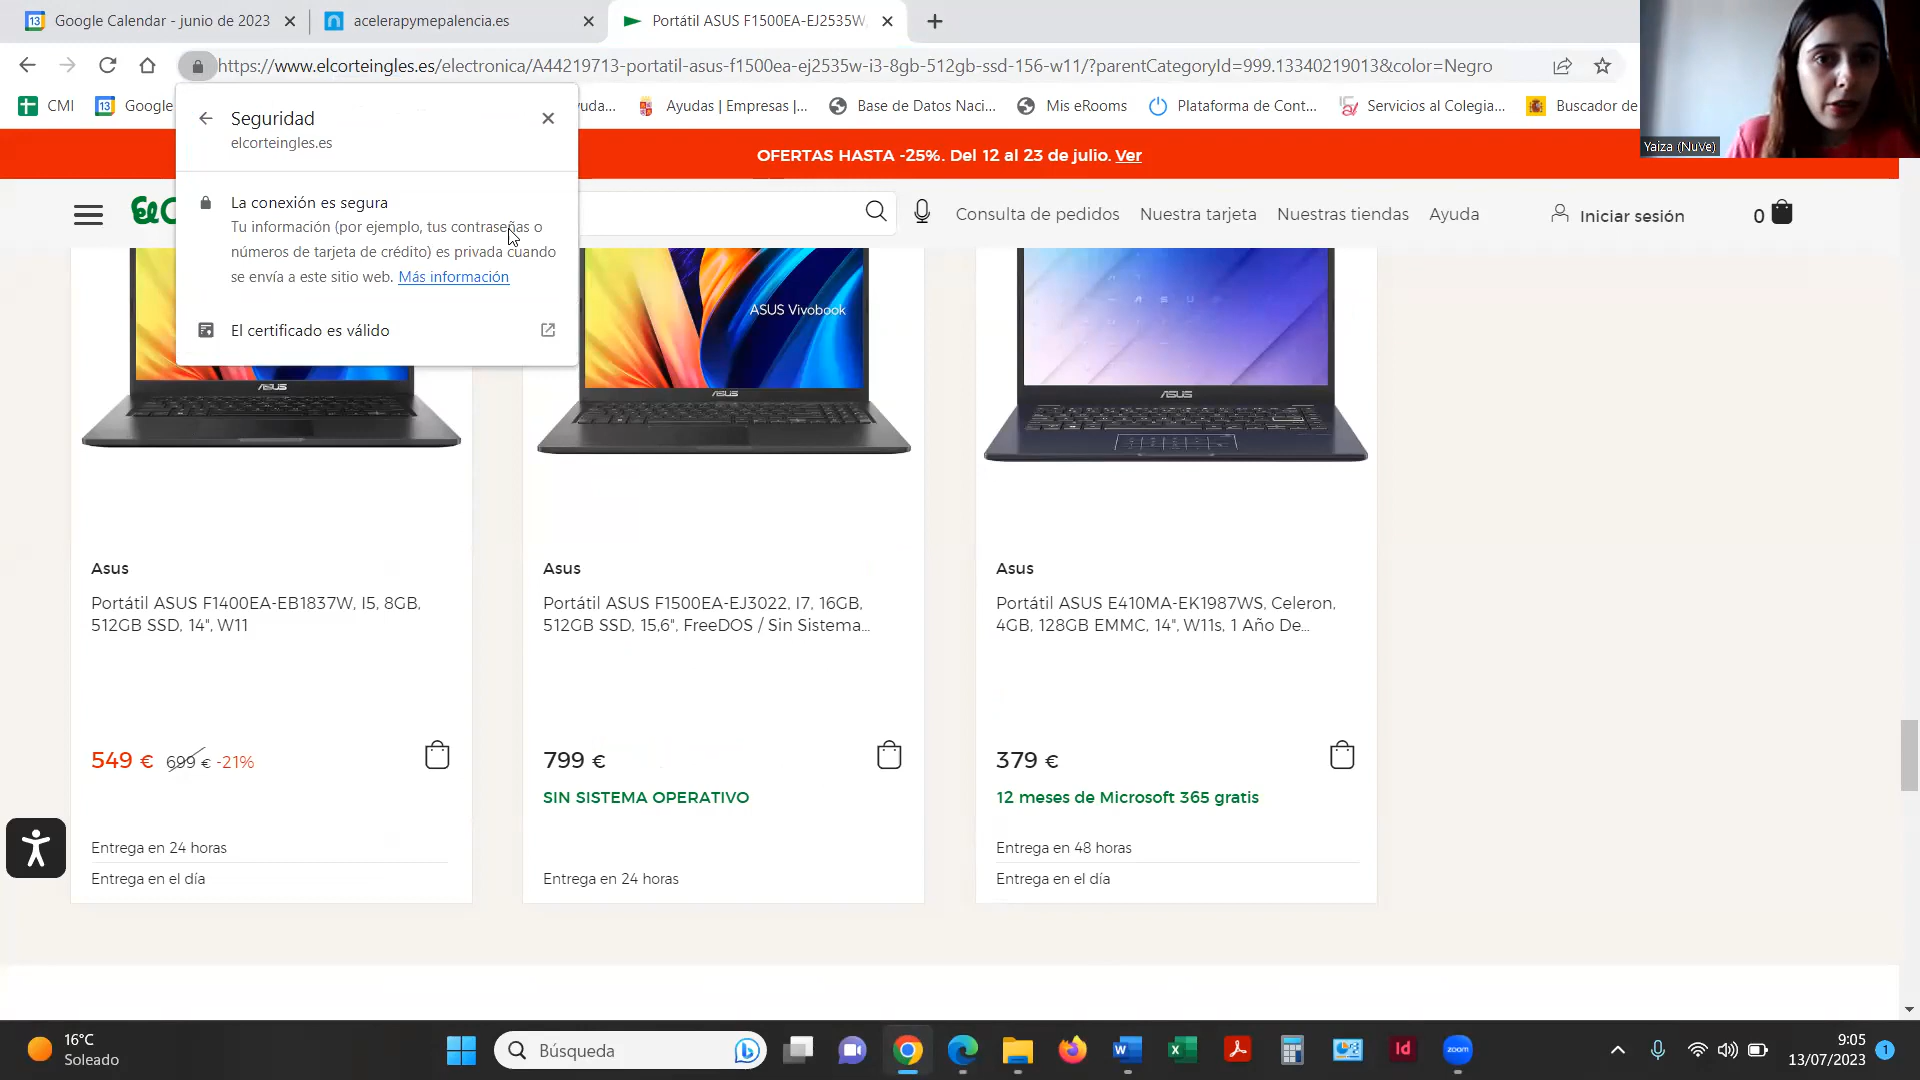 Google Calendar - junio de 2023
acelerapymepalencia.es
Portátil ASUS F1500EA-EJ2535W,
https://www.elcorteingles.es/electronica/A44219713-portatil-asus-f1500ea-ej2535w-i3-8gb-512gb-ssd-156-w11/?parentCategoryId=999.13340219013&color=Negro
CMI
Google
udas...
Ayudas | Empresas |...
Base de Datos Naci...
Mis eRooms
Plataforma de Cont...
Servicios al Colegia...
Buscador de
Yaiza (NuVe)
Seguridad
elcorteingles.es
La conexión es segura
Tu información (por ejemplo, tus contraseñas o
números de tarjeta de crédito) es privada cuando
se envía a este sitio web. Más información
El certificado es válido
OFERTAS HASTA -25%. Del 12 al 23 de julio. Ver
Consulta de pedidos
Nuestra tarjeta
Nuestras tiendas
Ayuda
Iniciar sesión
0
ASUS Vivobook
ASUS
ASUS
ASUS
ASUS
Asus
Portátil ASUS F1400EA-EB1837W, I5, 8GB,
512GB SSD, 14", W11
549 € 699 € -21%
Entrega en 24 horas
Entrega en el día
Asus
Portátil ASUS F1500EA-EJ3022, I7, 16GB,
512GB SSD, 15,6", FreeDOS / Sin Sistema...
799 €
SIN SISTEMA OPERATIVO
Entrega en 24 horas
Asus
Portátil ASUS E410MA-EK1987WS, Celeron,
4GB, 128GB EMMC, 14", W11s, 1 Año De...
379 €
12 meses de Microsoft 365 gratis
Entrega en 48 horas
Entrega en el día
16°C
Soleado
Búsqueda
zoom
9:05
13/07/2023
1